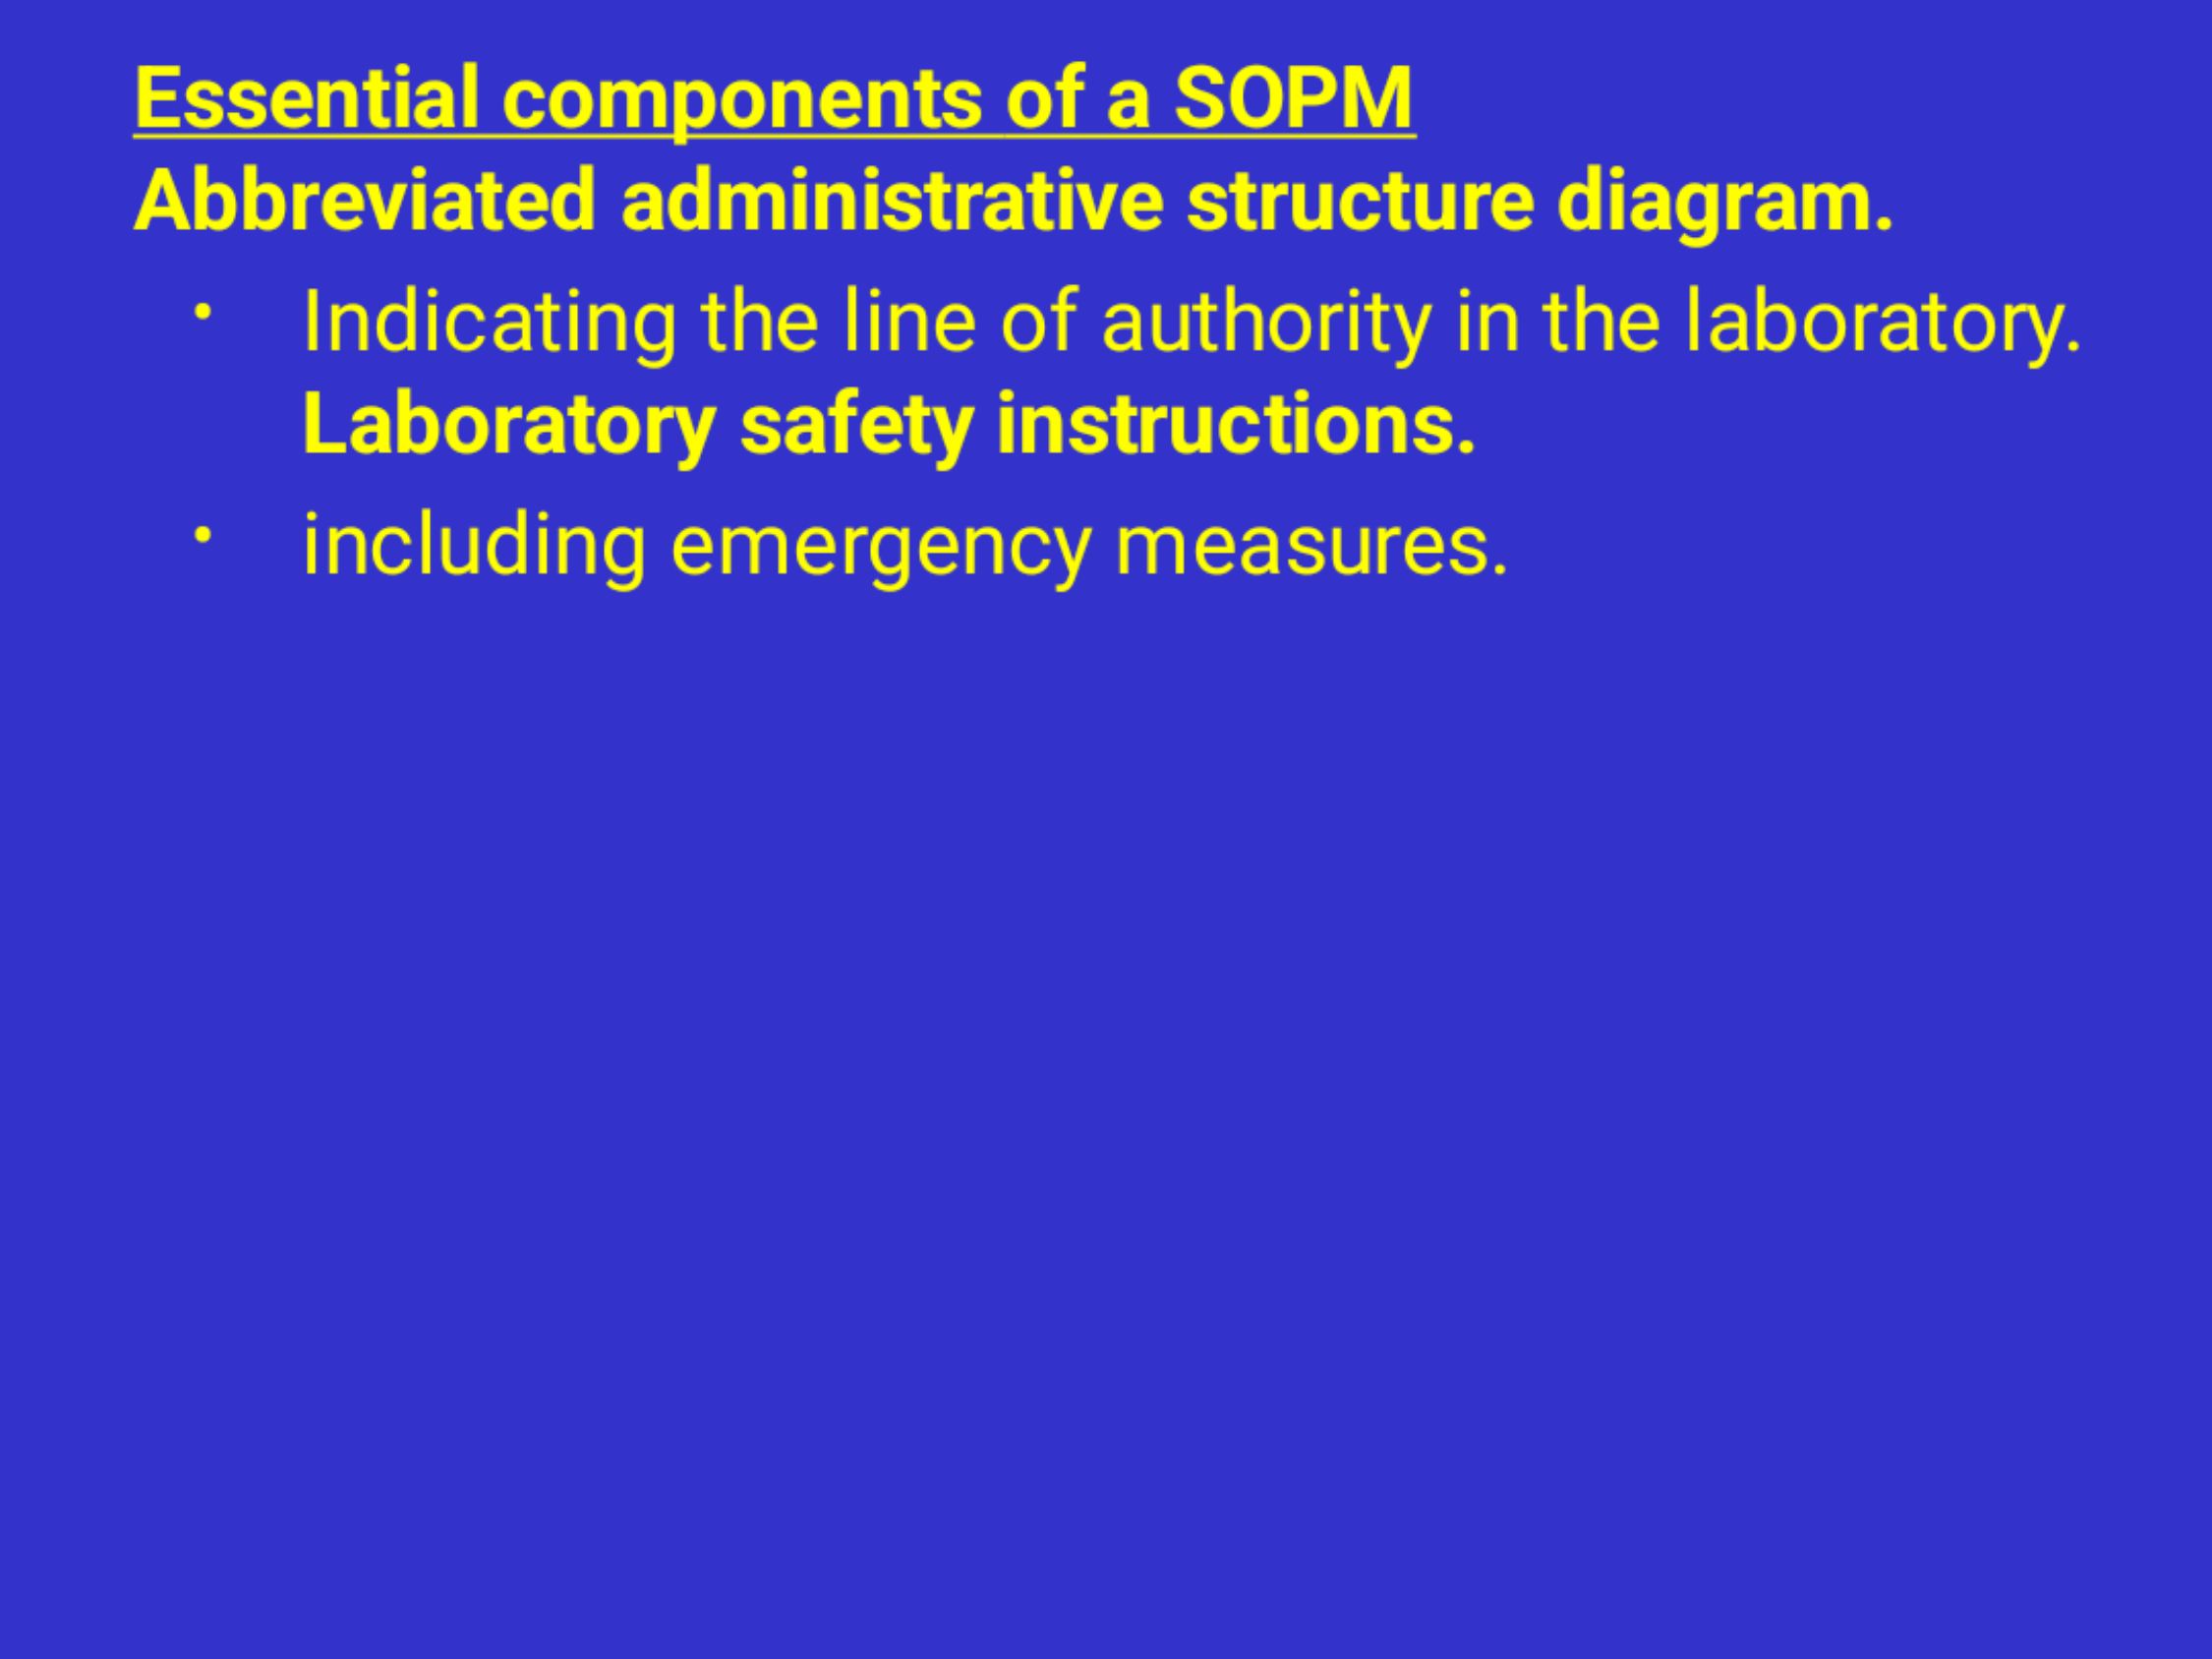 Essential components of a SOPM
Abbreviated administrative structure diagram.
• Indicating the line of authority in the laboratory.
Laboratory safety instructions.
• including emergency measures.